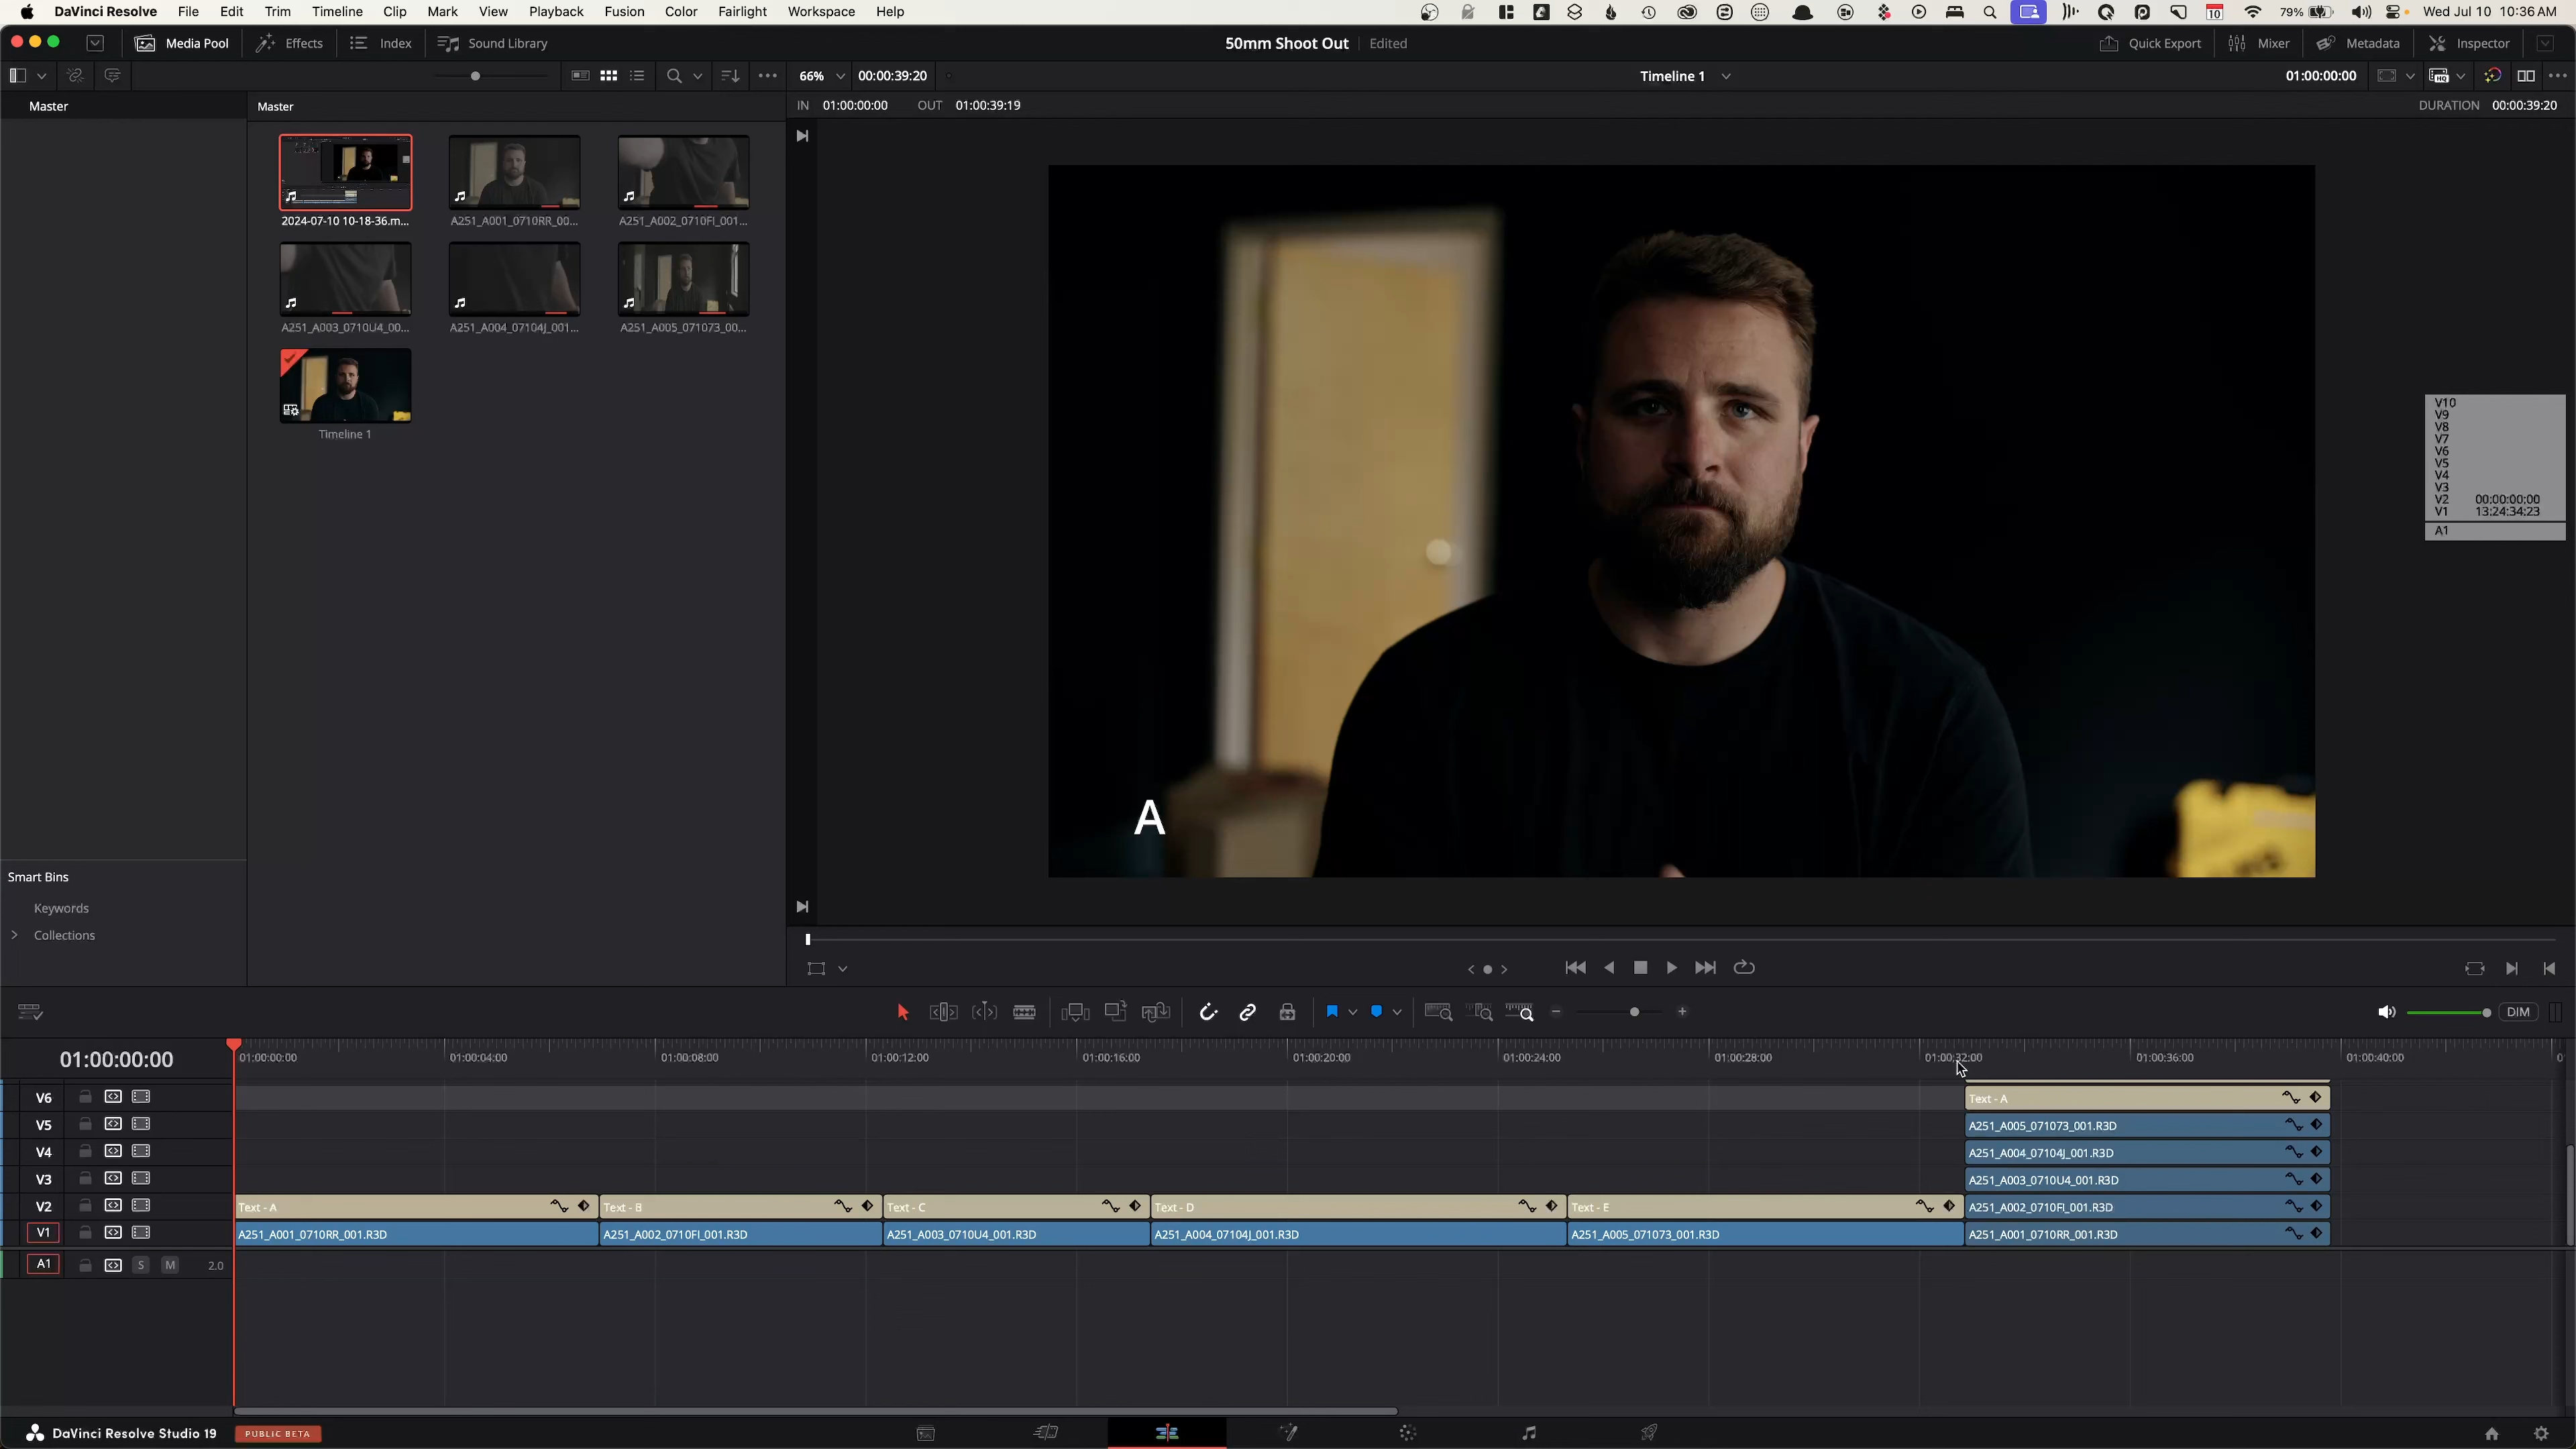 DaVinci Resolve File Edit Trim Timeline Clip Mark View Playback Fusion Color Fairlight Workspace Help 10 79% Wed Jul 10 10:36 AM
Media Pool Effects Index Sound Library 50mm Shoot Out Edited Quick Export Mixer Metadata Inspector
66% 00:00:39:20 Timeline 1 01:00:00:00
Master Master IN 01:00:00:00 OUT 01:00:39:19 DURATION 00:00:39:20
2024-07-10 10-18-36.m... A251_A001_0710RR_00... A251_A002_0710FI_001...
A251_A003_0710U4_00... A251_A004_07104J_001... A251_A005_071073_00...
Timeline 1
V10
V9
V8
V7
V6
V5
V4
V3
V2 00:00:00:00
V1 13:24:34:23
A1
A
Smart Bins
Keywords
Collections
DIM
01:00:00:00 01:00:00:00 01:00:04:00 01:00:08:00 01:00:12:00 01:00:16:00 01:00:20:00 01:00:24:00 01:00:28:00 01:00:32:00 01:00:36:00 01:00:40:00
V6 Text - A
V5 A251_A005_071073_001.R3D
V4 A251_A004_07104J_001.R3D
V3 A251_A003_0710U4_001.R3D
V2 Text - A Text - B Text - C Text - D Text - E A251_A002_0710FI_001.R3D
V1 A251_A001_0710RR_001.R3D A251_A002_0710FI_001.R3D A251_A003_0710U4_001.R3D A251_A004_07104J_001.R3D A251_A005_071073_001.R3D A251_A001_0710RR_001.R3D
A1 S M 2.0
DaVinci Resolve Studio 19 PUBLIC BETA